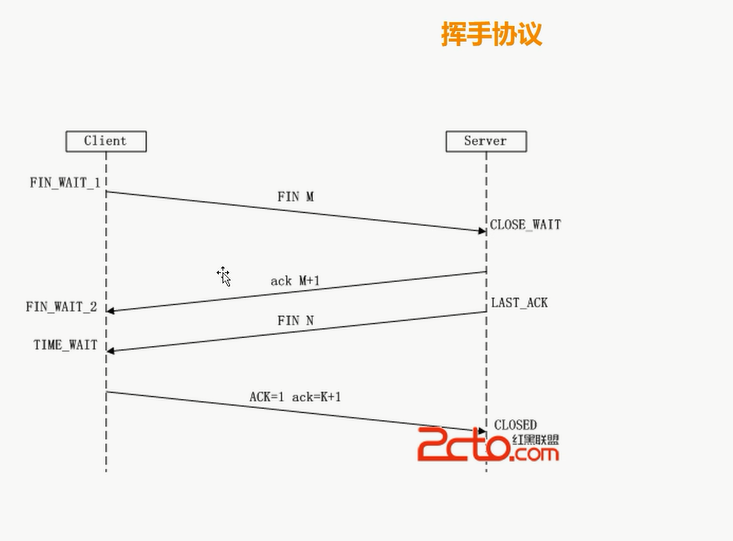 挥手协议
Client
Server
FIN_WAIT_1
FIN M
CLOSE_WAIT
ack M+1
FIN_WAIT_2
LAST_ACK
FIN N
TIME_WAIT
ACK=1 ack=K+1
CLOSED
2cto.com
红黑联盟